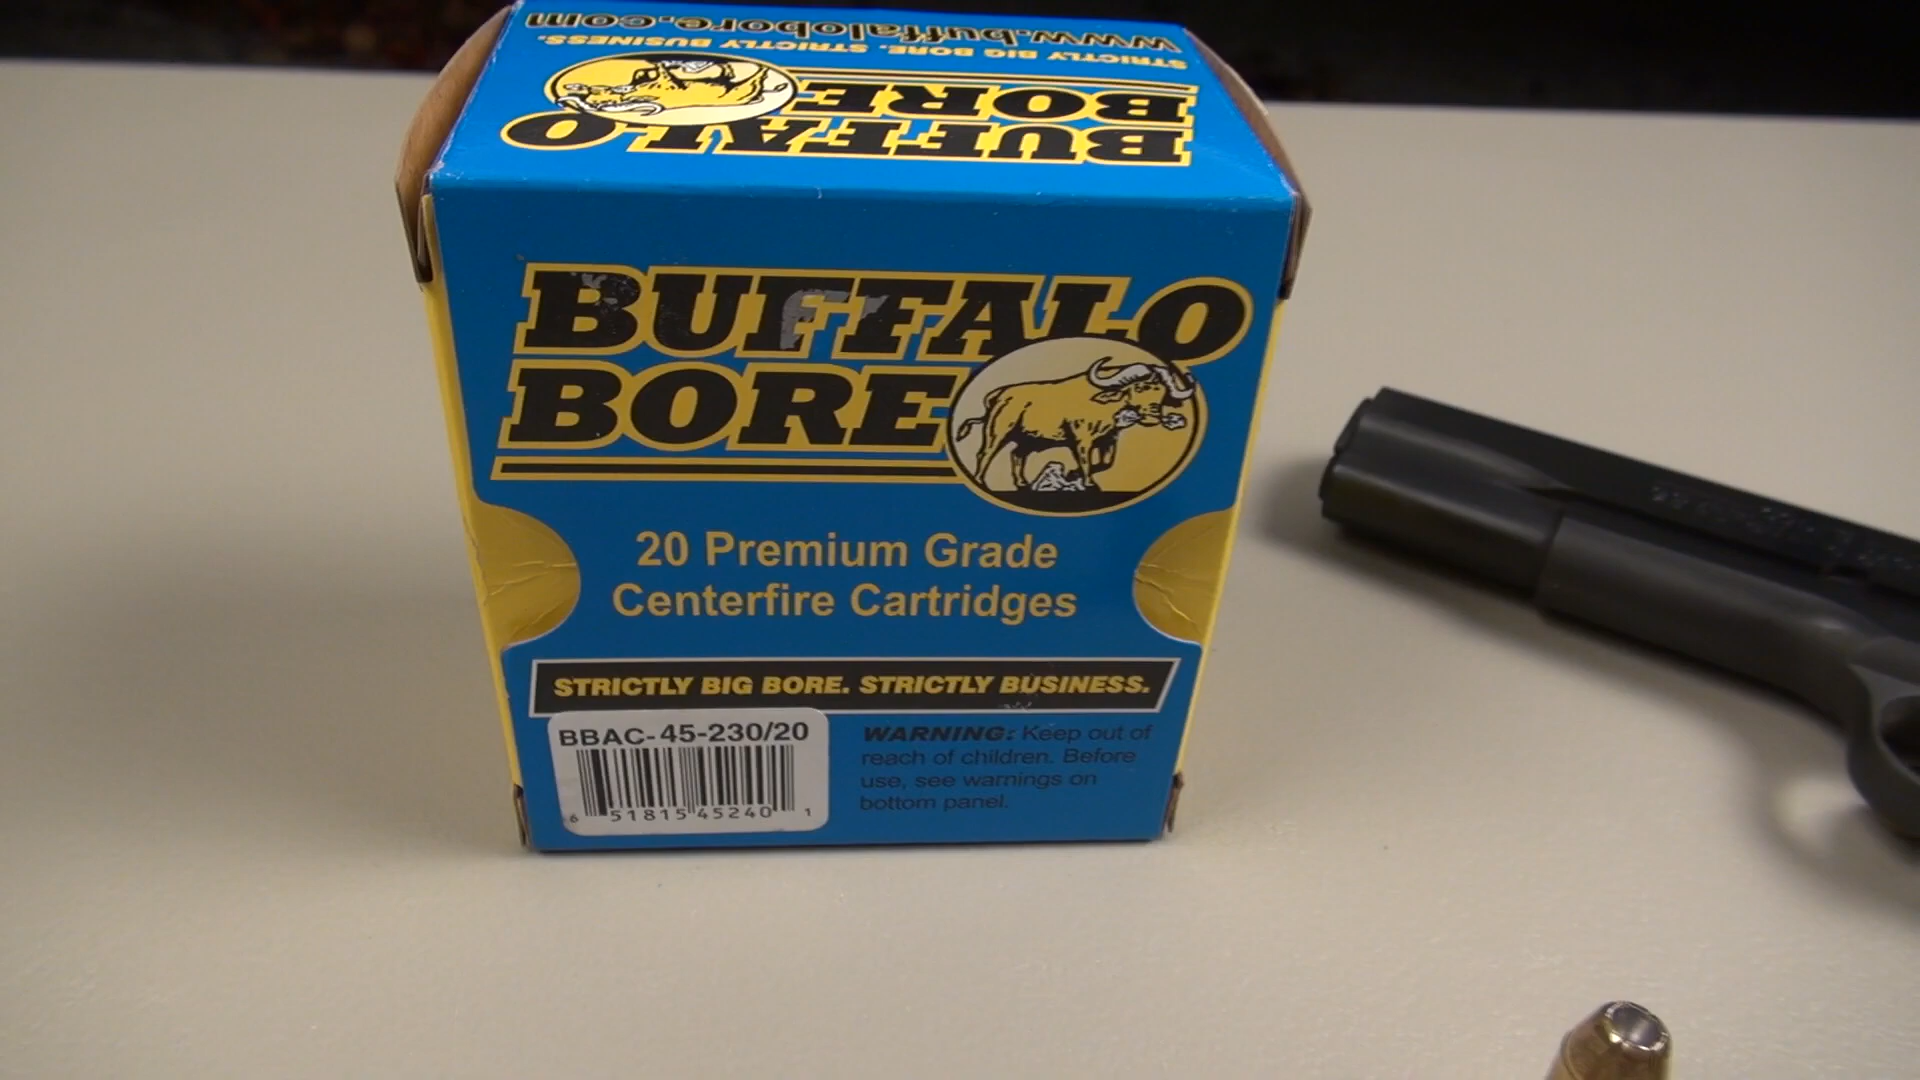 www.buffalobore.com
STRICTLY BIG BORE. STRICTLY BUSINESS.
BUFFALO
BORE
BUFFALO
BORE
20 Premium Grade
Centerfire Cartridges
STRICTLY BIG BORE. STRICTLY BUSINESS.
BBAC-45-230/20
6 51815 45240 1
WARNING: Keep out of
reach of children. Before
use, see warnings on
bottom panel.